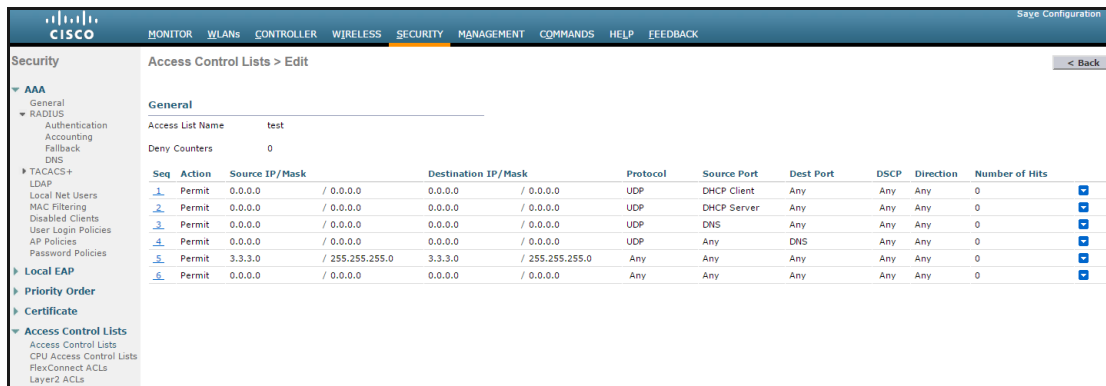 Save Configuration
CISCO
MONITOR WLANs CONTROLLER WIRELESS SECURITY MANAGEMENT COMMANDS HELP FEEDBACK
Security
AAA
General
RADIUS
Authentication
Accounting
Fallback
DNS
TACACS+
LDAP
Local Net Users
MAC Filtering
Disabled Clients
User Login Policies
AP Policies
Password Policies
Local EAP
Priority Order
Certificate
Access Control Lists
Access Control Lists
CPU Access Control Lists
FlexConnect ACLs
Layer2 ACLs
Access Control Lists > Edit
< Back
General
Access List Name test
Deny Counters 0
Seq Action Source IP/Mask Destination IP/Mask Protocol Source Port Dest Port DSCP Direction Number of Hits
1 Permit 0.0.0.0 / 0.0.0.0 0.0.0.0 / 0.0.0.0 UDP DHCP Client Any Any Any 0
2 Permit 0.0.0.0 / 0.0.0.0 0.0.0.0 / 0.0.0.0 UDP DHCP Server Any Any Any 0
3 Permit 0.0.0.0 / 0.0.0.0 0.0.0.0 / 0.0.0.0 UDP DNS Any Any Any 0
4 Permit 0.0.0.0 / 0.0.0.0 0.0.0.0 / 0.0.0.0 UDP Any DNS Any Any 0
5 Permit 3.3.3.0 / 255.255.255.0 3.3.3.0 / 255.255.255.0 Any Any Any Any Any 0
6 Permit 0.0.0.0 / 0.0.0.0 0.0.0.0 / 0.0.0.0 Any Any Any Any Any 0